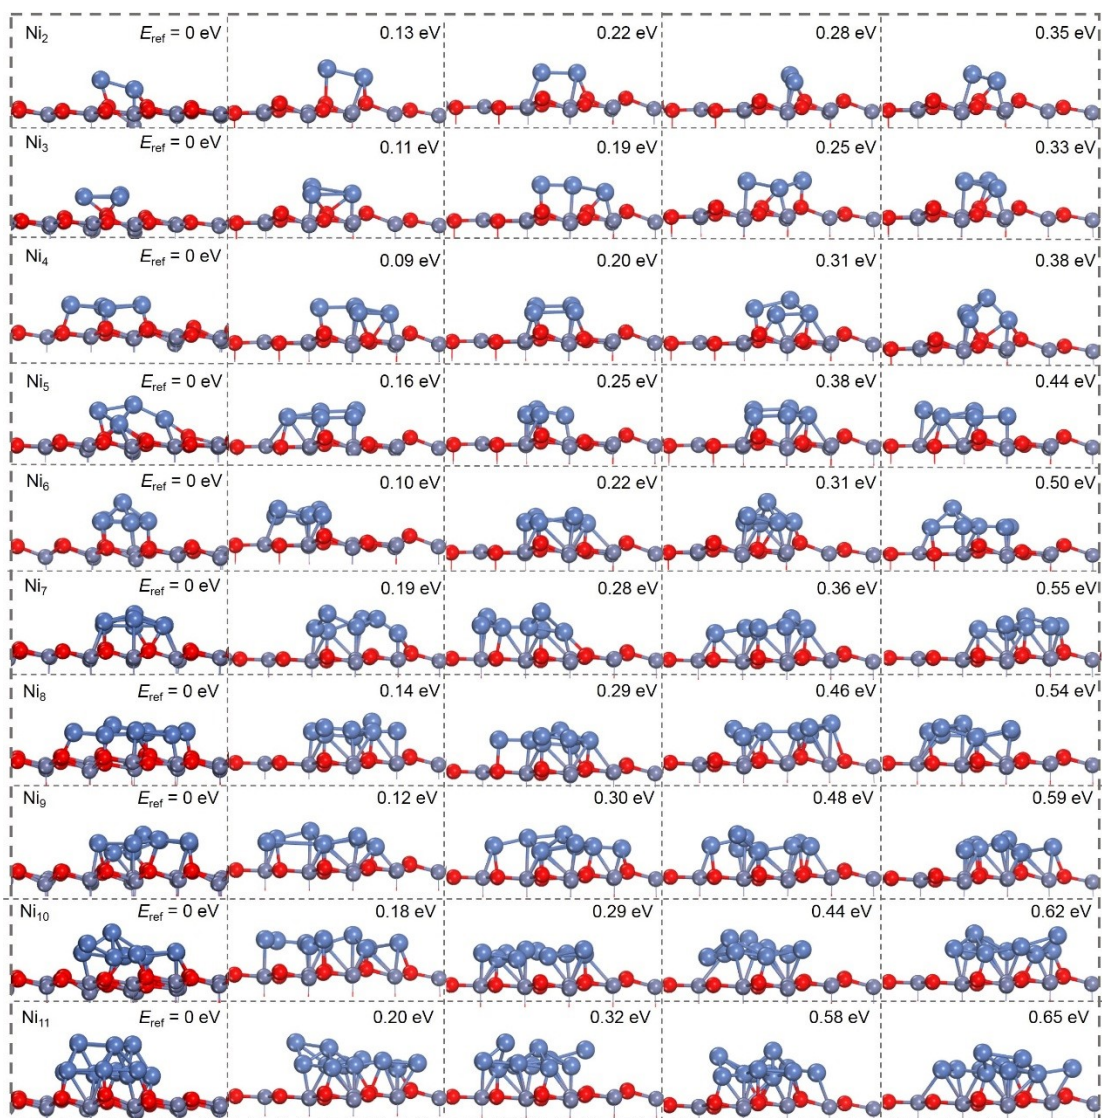 Ni2 Eref = 0 eV 0.13 eV 0.22 eV 0.28 eV 0.35 eV
Ni3 Eref = 0 eV 0.11 eV 0.19 eV 0.25 eV 0.33 eV
Ni4 Eref = 0 eV 0.09 eV 0.20 eV 0.31 eV 0.38 eV
Ni5 Eref = 0 eV 0.16 eV 0.25 eV 0.38 eV 0.44 eV
Ni6 Eref = 0 eV 0.10 eV 0.22 eV 0.31 eV 0.50 eV
Ni7 Eref = 0 eV 0.19 eV 0.28 eV 0.36 eV 0.55 eV
Ni8 Eref = 0 eV 0.14 eV 0.29 eV 0.46 eV 0.54 eV
Ni9 Eref = 0 eV 0.12 eV 0.30 eV 0.48 eV 0.59 eV
Ni10 Eref = 0 eV 0.18 eV 0.29 eV 0.44 eV 0.62 eV
Ni11 Eref = 0 eV 0.20 eV 0.32 eV 0.58 eV 0.65 eV